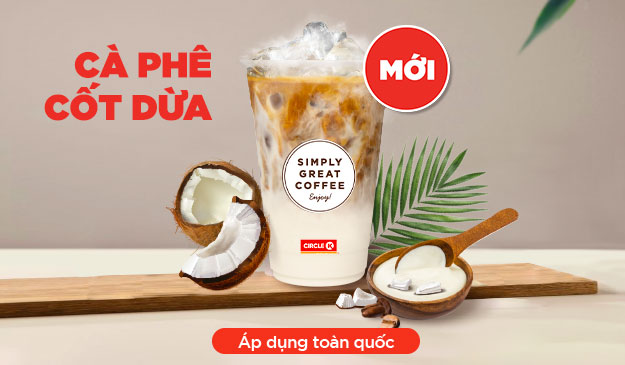 CÀ PHÊ
CỐT DỪA
MỚI
SIMPLY
GREAT
COFFEE
Enjoy!
CIRCLE K
Áp dụng toàn quốc